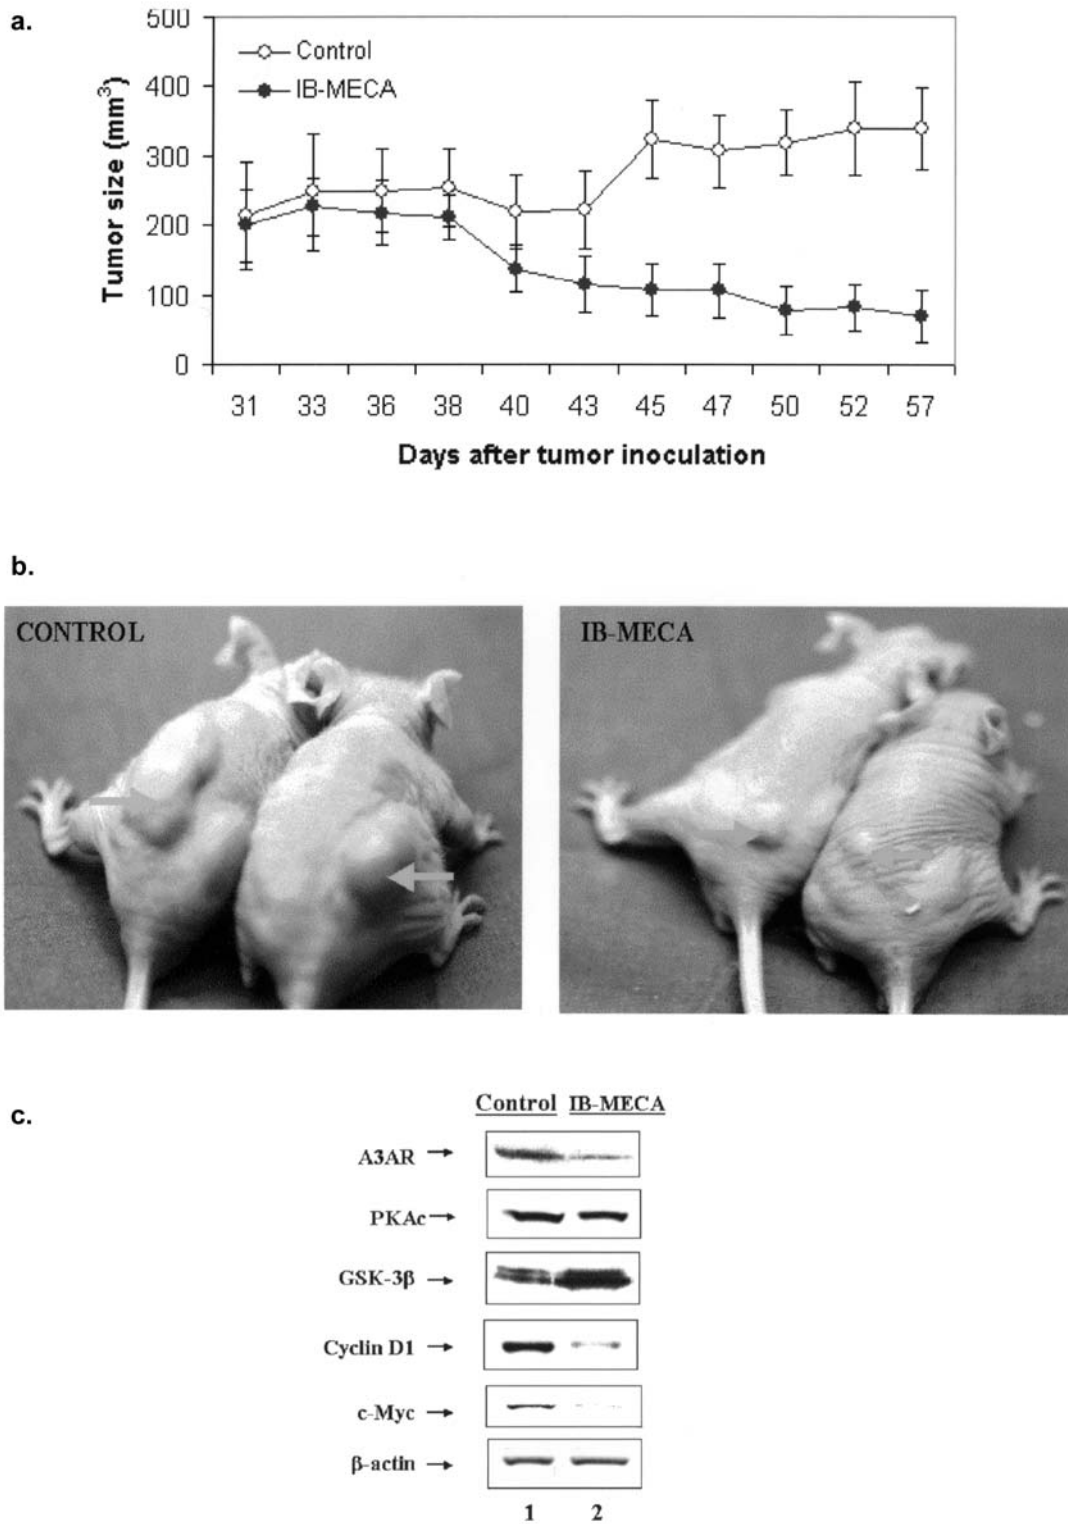 a.
500
400
300
200
100
0
Tumor size (mm³)
Control
IB-MECA
31 33 36 38 40 43 45 47 50 52 57
Days after tumor inoculation
b.
CONTROL
IB-MECA
c.
Control IB-MECA
A3AR
PKAc
GSK-3β
Cyclin D1
c-Myc
β-actin
1 2